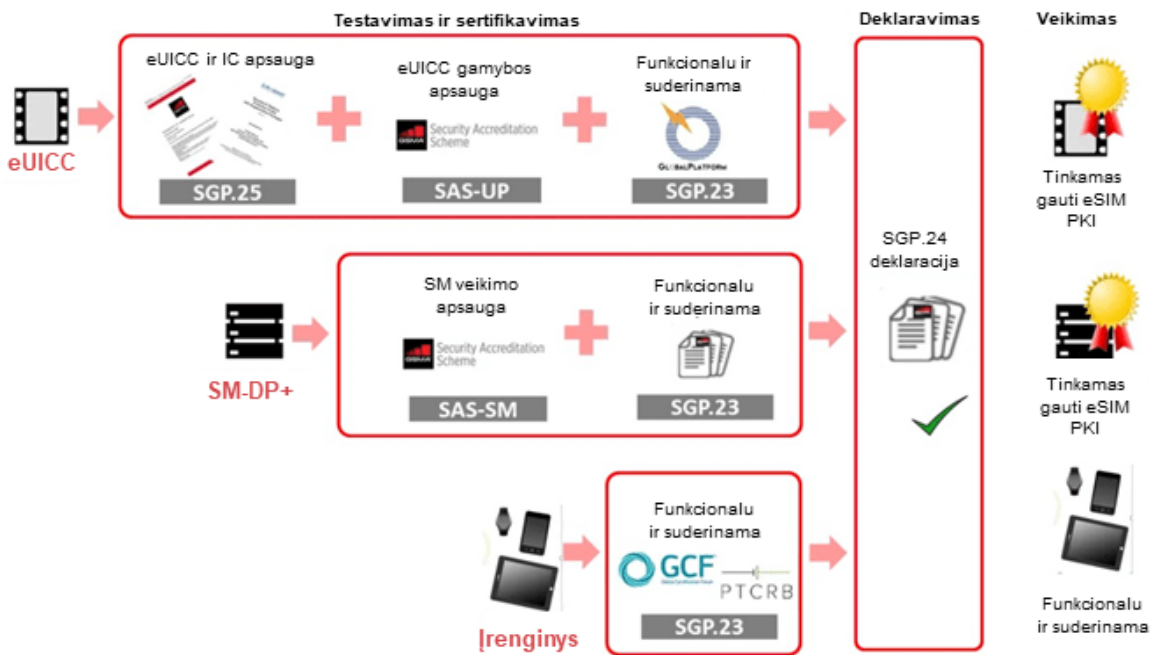 Testavimas ir sertifikavimas
Deklaravimas
Veikimas
eUICC
eUICC ir IC apsauga
SGP.25
eUICC gamybos
apsauga
GSMA
Security Accreditation
Scheme
SAS-UP
Funkcionalu ir
suderinama
GLOBALPLATFORM
SGP.23
Tinkamas
gauti eSIM
PKI
SM-DP+
SM veikimo
apsauga
GSMA
Security Accreditation
Scheme
SAS-SM
Funkcionalu
ir suderinama
SGP.23
SGP.24
deklaracija
Tinkamas
gauti eSIM
PKI
Įrenginys
Funkcionalu
ir suderinama
GCF
PTCRB
SGP.23
Funkcionalu
ir suderinama